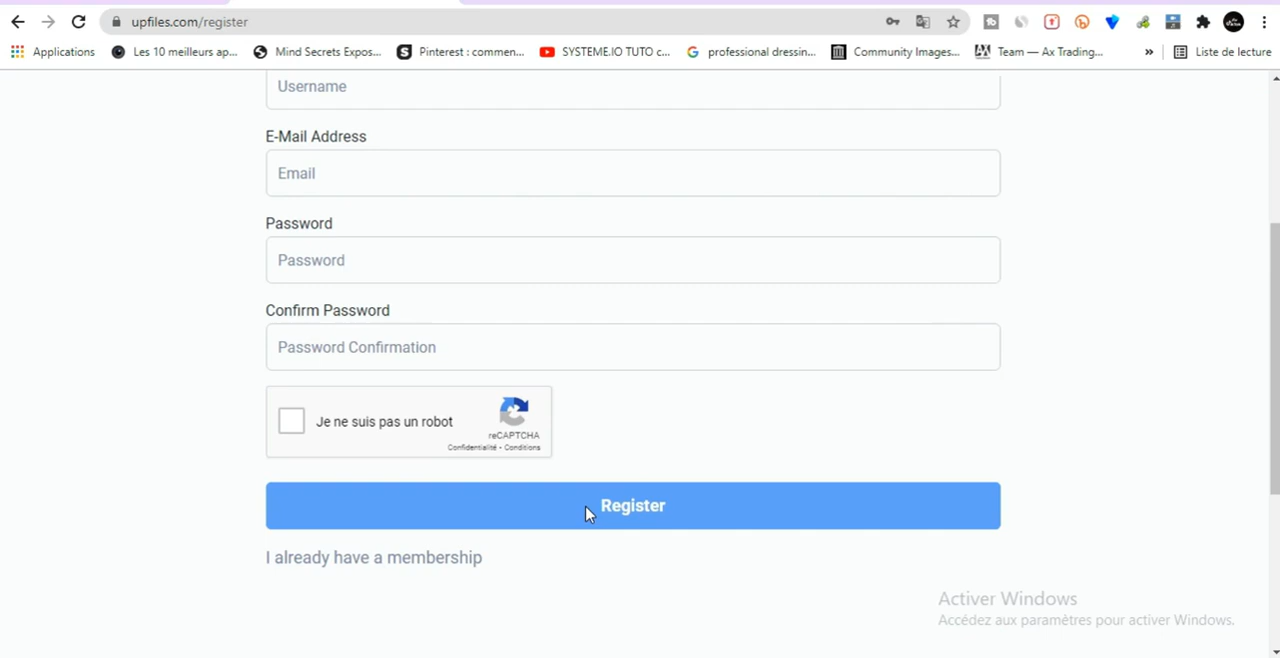 upfiles.com/register
Applications
Les 10 meilleurs ap...
Mind Secrets Expos...
Pinterest : commen...
SYSTEME.IO TUTO c...
professional dressin...
Community Images...
Team — Ax Trading...
»
Liste de lecture
Username
E-Mail Address
Email
Password
Password
Confirm Password
Password Confirmation
Je ne suis pas un robot
reCAPTCHA
Confidentialité - Conditions
Register
I already have a membership
Activer Windows
Accédez aux paramètres pour activer Windows.